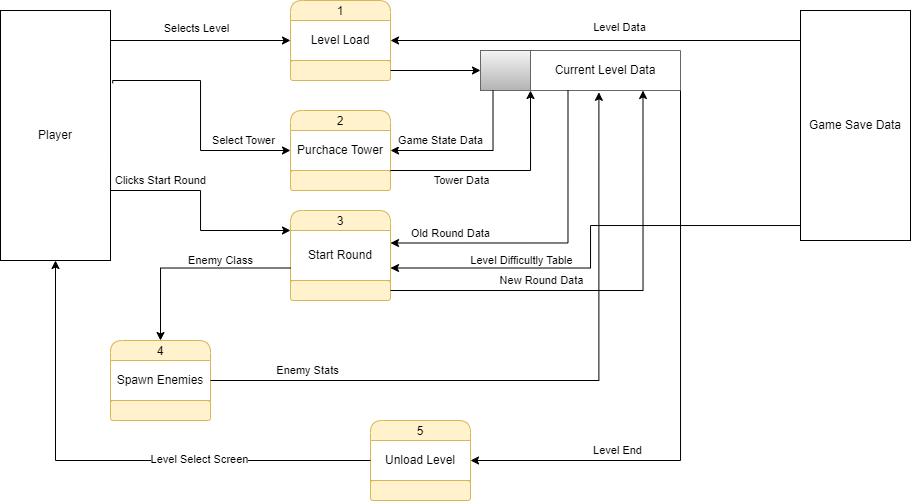 1
Selects Level
Level Data
Level Load
Current Level Data
2
Player
Game Save Data
Select Tower
Game State Data
Purchace Tower
Clicks Start Round
Tower Data
3
Old Round Data
Start Round
Enemy Class
Level Difficultly Table
New Round Data
4
Spawn Enemies
Enemy Stats
5
Level End
Level Select Screen
Unload Level